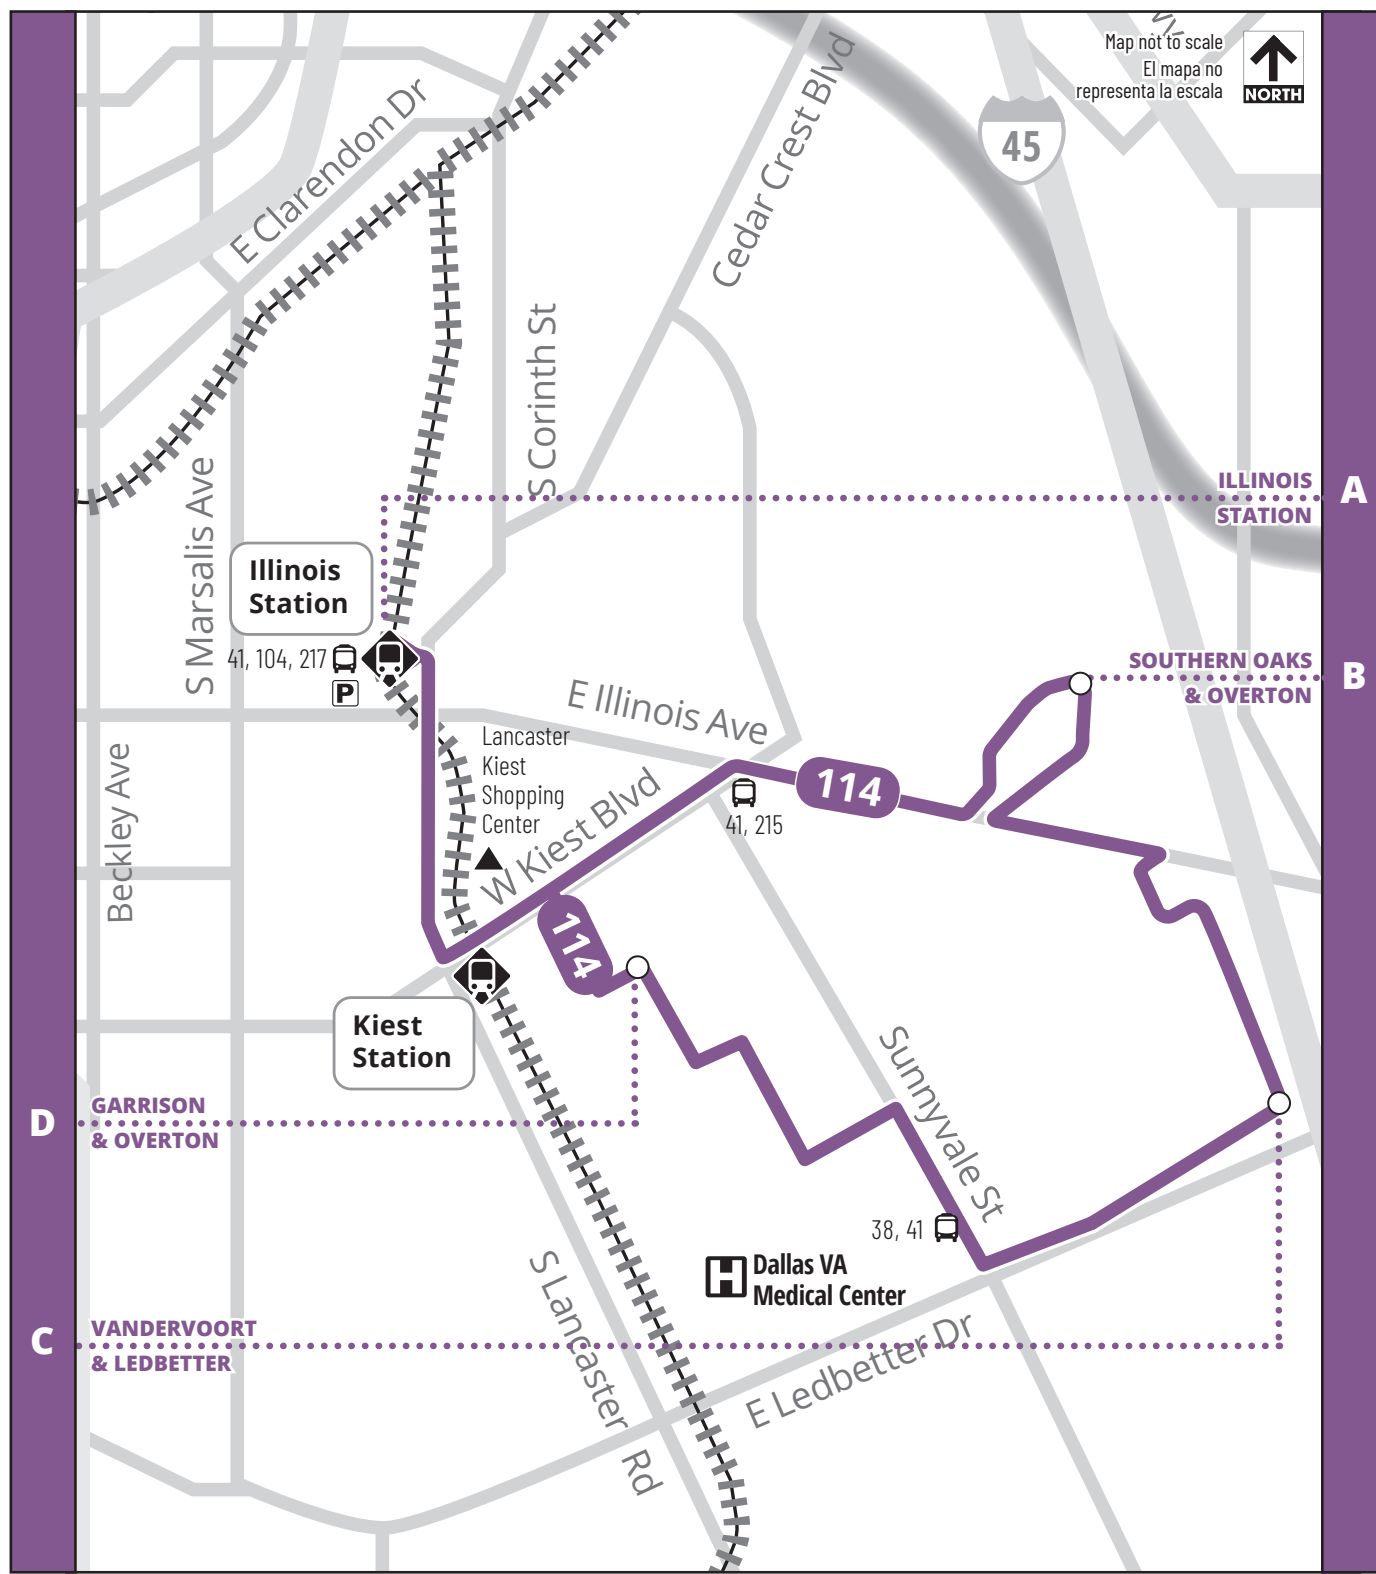 Map not to scale
El mapa no
representa la escala
NORTH
45
E Clarendon Dr
Cedar Crest Blvd
S Corinth St
S Marsalis Ave
ILLINOIS
STATION
A
Illinois
Station
41, 104, 217
P
SOUTHERN OAKS
& OVERTON
B
E Illinois Ave
Lancaster
Kiest
Shopping
Center
W Kiest Blvd
114
41, 215
Beckley Ave
114
Kiest
Station
D
GARRISON
& OVERTON
Sunnyvale St
38, 41
H
Dallas VA
Medical Center
S Lancaster Rd
C
VANDERVOORT
& LEDBETTER
E Ledbetter Dr